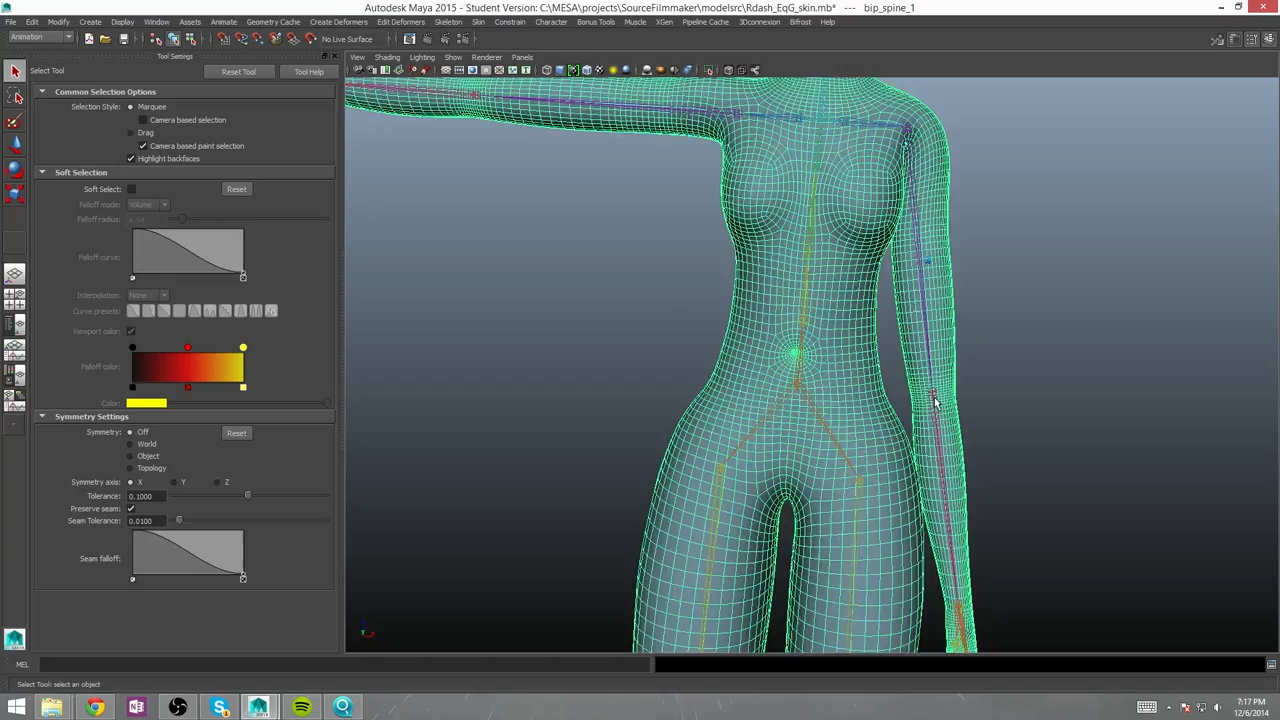 Autodesk Maya 2015 - Student Version: C:\MESA\projects\SourceFilmmaker\modelsrc\Rdash_EqG_skin.mb* --- bip_spine_1
File Edit Modify Create Display Window Assets Animate Geometry Cache Create Deformers Edit Deformers Skeleton Skin Constrain Character Bonus Tools Muscle XGen Pipeline Cache 3Dconnexion Bifrost Help
Animation
No Live Surface
Tool Settings
View Shading Lighting Show Renderer Panels
Select Tool
Reset Tool
Tool Help
Common Selection Options
Selection Style: Marquee
Camera based selection
Drag
Camera based paint selection
Highlight backfaces
Soft Selection
Soft Select:
Reset
Falloff mode: Volume
Falloff radius:
Falloff curve:
Interpolation: None
Curve presets:
Viewport color:
Falloff color:
Color:
Symmetry Settings
Symmetry: Off
Reset
World
Object
Topology
Symmetry axis: X Y Z
Tolerance: 0.1000
Preserve seam:
Seam Tolerance: 0.0100
Seam falloff:
MEL
Select Tool: select an object
7:17 PM
12/6/2014